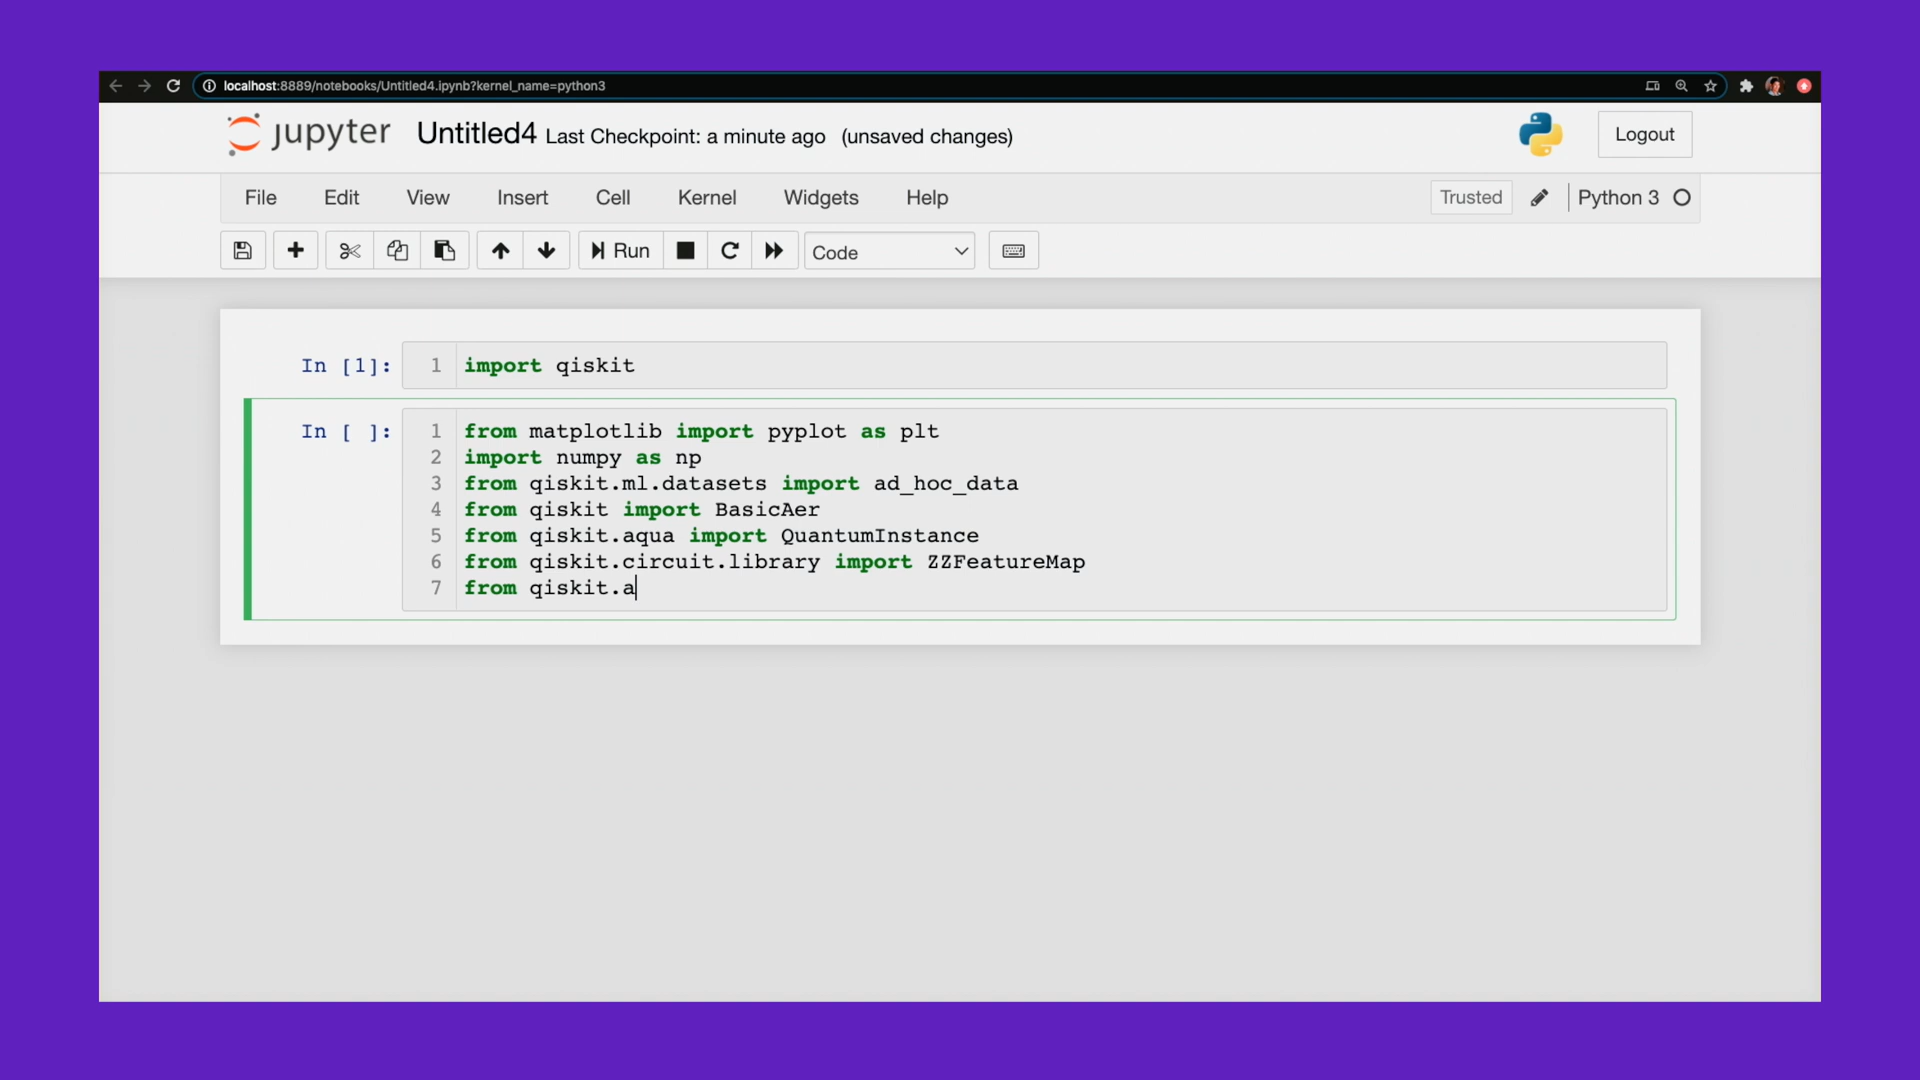 localhost:8889/notebooks/Untitled4.ipynb?kernel_name=python3
jupyter Untitled4 Last Checkpoint: a minute ago (unsaved changes) Logout
File Edit View Insert Cell Kernel Widgets Help Trusted Python 3
Run Code
In [1]: 1 import qiskit
In [ ]: 1 from matplotlib import pyplot as plt
2 import numpy as np
3 from qiskit.ml.datasets import ad_hoc_data
4 from qiskit import BasicAer
5 from qiskit.aqua import QuantumInstance
6 from qiskit.circuit.library import ZZFeatureMap
7 from qiskit.a